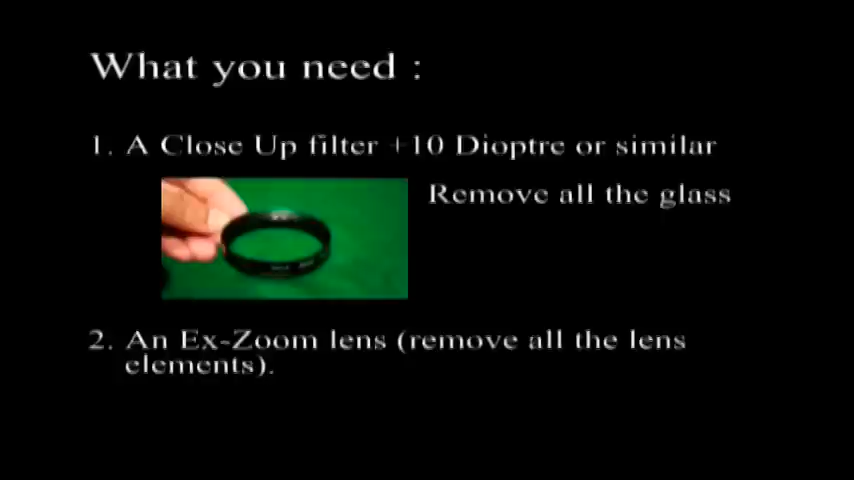 What you need :
1. A Close Up filter +10 Dioptre or similar
Remove all the glass
2. An Ex-Zoom lens (remove all the lens
elements).